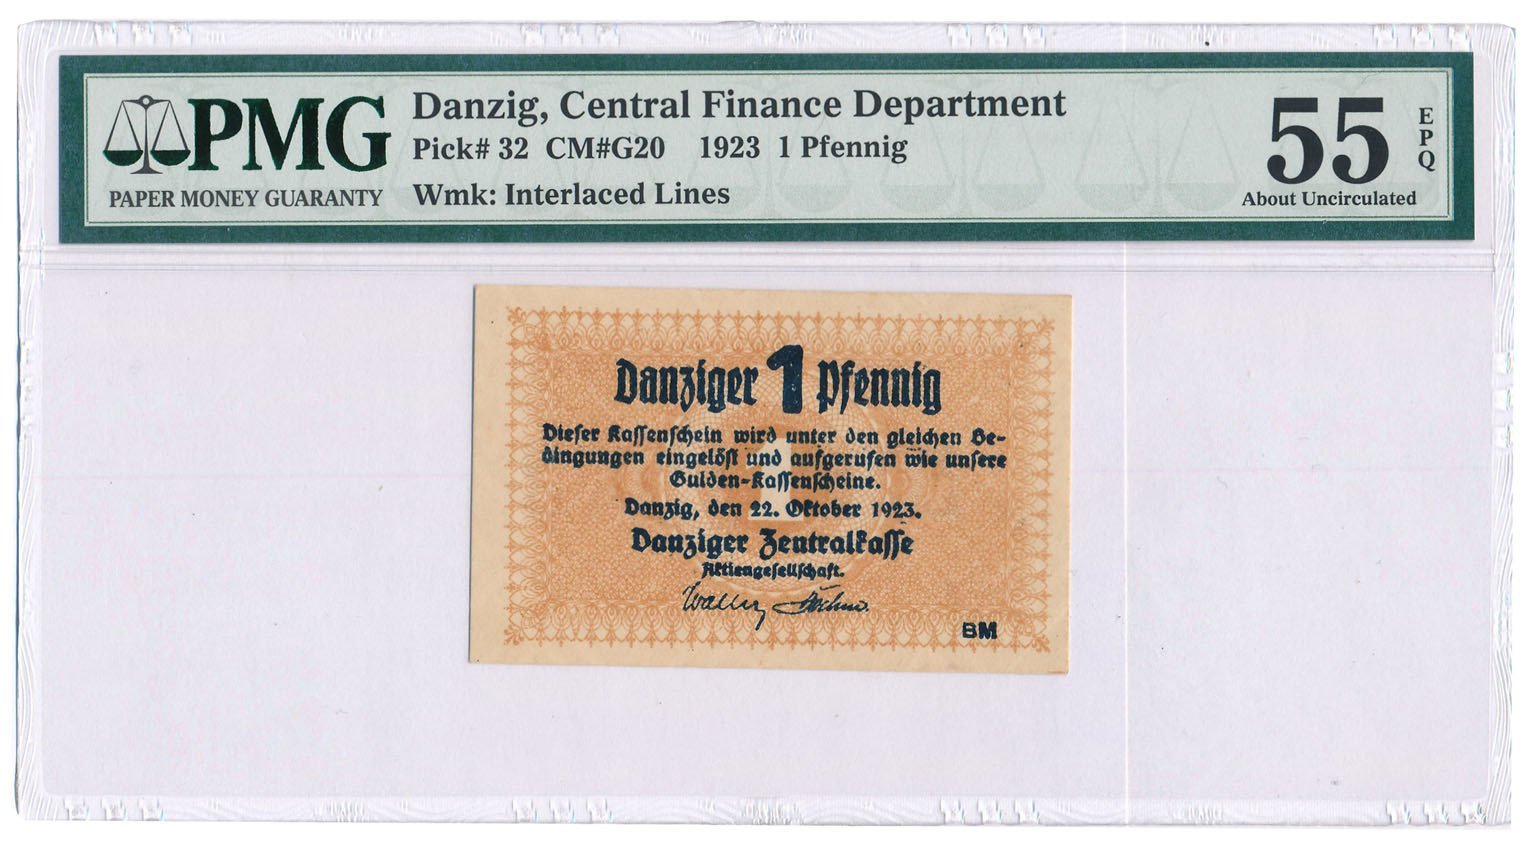 PMG
PAPER MONEY GUARANTY
Danzig, Central Finance Department
Pick# 32 CM#G20 1923 1 Pfennig
Wmk: Interlaced Lines
55
EPQ
About Uncirculated
Danziger 1 Pfennig
Dieser Kassenschein wird unter den gleichen Be-
dingungen eingelöst und aufgerufen wie unsere
Gulden-Kassenscheine.
Danzig, den 22. Oktober 1923.
Danziger Zentralkasse
Aktiengesellschaft.
BM